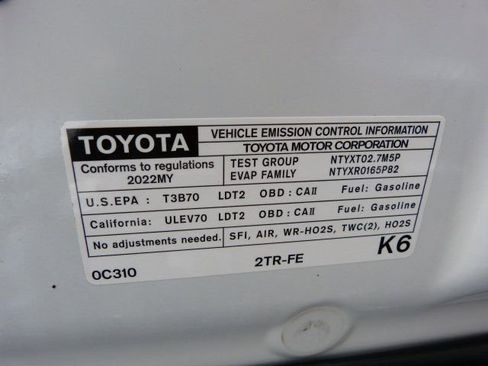 TOYOTA VEHICLE EMISSION CONTROL INFORMATION
TOYOTA MOTOR CORPORATION
Conforms to regulations TEST GROUP NTYXT02.7M5P
2022MY EVAP FAMILY NTYXR0165P82
U.S.EPA : T3B70 LDT2 OBD : CAII Fuel: Gasoline
California: ULEV70 LDT2 OBD : CAII Fuel: Gasoline
No adjustments needed. SFI, AIR, WR-HO2S, TWC(2), HO2S
0C310 2TR-FE K6